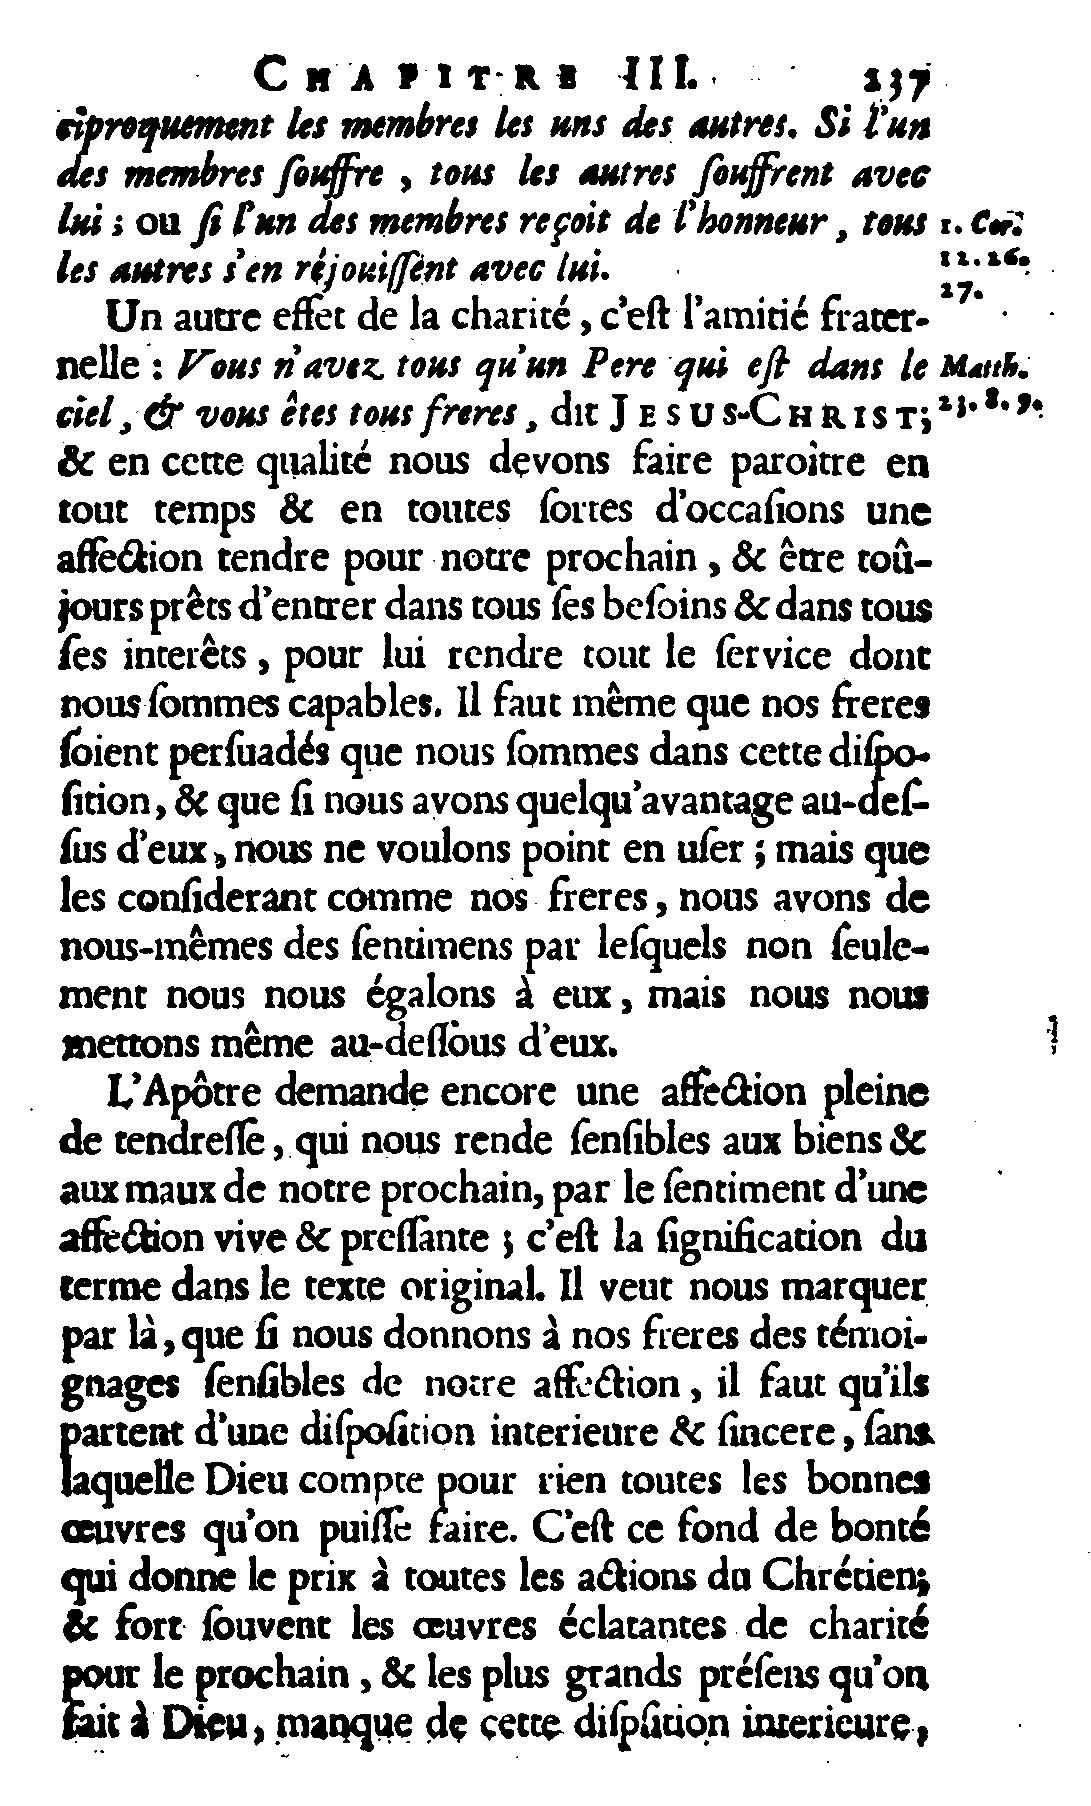 CHAPITRE III. 237
ciproquement les membres les uns des autres. Si l'un
des membres ſouffre, tous les autres ſouffrent avec
lui; ou ſi l'un des membres reçoit de l'honneur, tous
1. Cor.
les autres s'en réjouiſſent avec lui.
12. 26.
27.
Un autre effet de la charité, c'eſt l'amitié frater-
nelle : Vous n'avez tous qu'un Pere qui eſt dans le
Matth.
ciel, & vous êtes tous freres, dit JESUS-CHRIST;
23. 8. 9.
& en cette qualité nous devons faire paroître en
tout temps & en toutes ſortes d'occaſions une
affection tendre pour notre prochain, & être toû-
jours prêts d'entrer dans tous ſes beſoins & dans tous
ſes interêts, pour lui rendre tout le ſervice dont
nous ſommes capables. Il faut même que nos freres
ſoient perſuadés que nous ſommes dans cette diſpo-
ſition, & que ſi nous avons quelqu'avantage au-deſ-
ſus d'eux, nous ne voulons point en uſer; mais que
les conſiderant comme nos freres, nous avons de
nous-mêmes des ſentimens par leſquels non ſeule-
ment nous nous égalons à eux, mais nous nous
mettons même au-deſſous d'eux.
L'Apôtre demande encore une affection pleine
de tendreſſe, qui nous rende ſenſibles aux biens &
aux maux de notre prochain, par le ſentiment d'une
affection vive & preſſante; c'eſt la ſignification du
terme dans le texte original. Il veut nous marquer
par là, que ſi nous donnons à nos freres des témoi-
gnages ſenſibles de notre affection, il faut qu'ils
partent d'une diſpoſition interieure & ſincere, ſans
laquelle Dieu compte pour rien toutes les bonnes
œuvres qu'on puiſſe faire. C'eſt ce fond de bonté
qui donne le prix à toutes les actions du Chrétien;
& fort ſouvent les œuvres éclatantes de charité
pour le prochain, & les plus grands préſens qu'on
fait à Dieu, manque de cette diſpſition interieure,